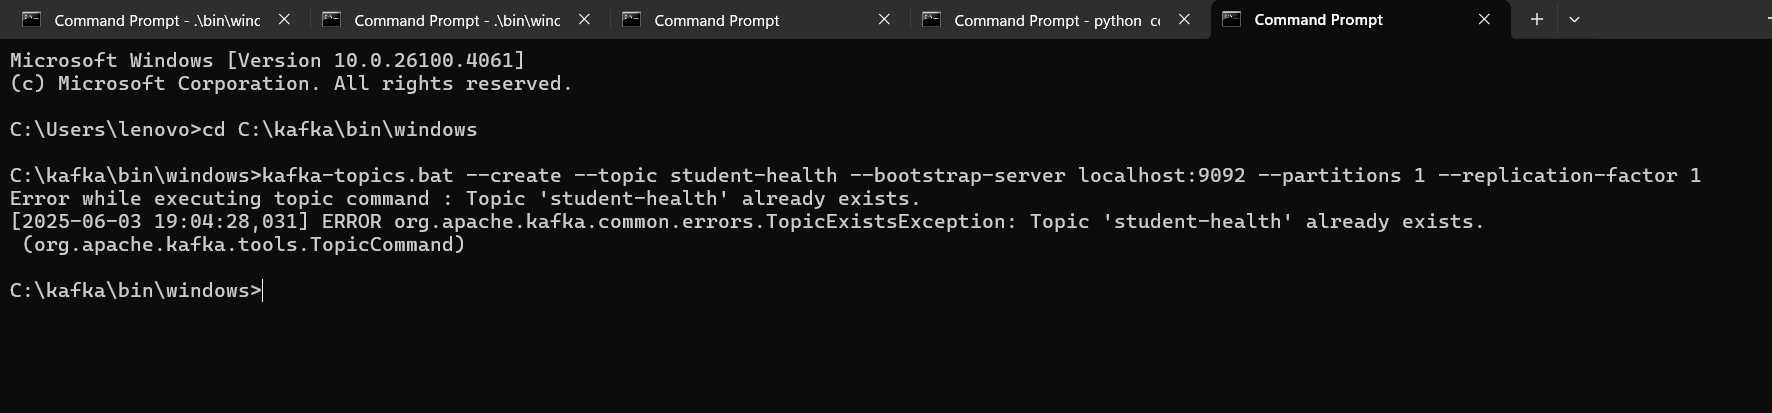 Command Prompt - .\bin\winc
Command Prompt - .\bin\winc
Command Prompt
Command Prompt - python  co
Command Prompt
Microsoft Windows [Version 10.0.26100.4061]
(c) Microsoft Corporation. All rights reserved.
C:\Users\lenovo>cd C:\kafka\bin\windows
C:\kafka\bin\windows>kafka-topics.bat --create --topic student-health --bootstrap-server localhost:9092 --partitions 1 --replication-factor 1
Error while executing topic command : Topic 'student-health' already exists.
[2025-06-03 19:04:28,031] ERROR org.apache.kafka.common.errors.TopicExistsException: Topic 'student-health' already exists.
(org.apache.kafka.tools.TopicCommand)
C:\kafka\bin\windows>